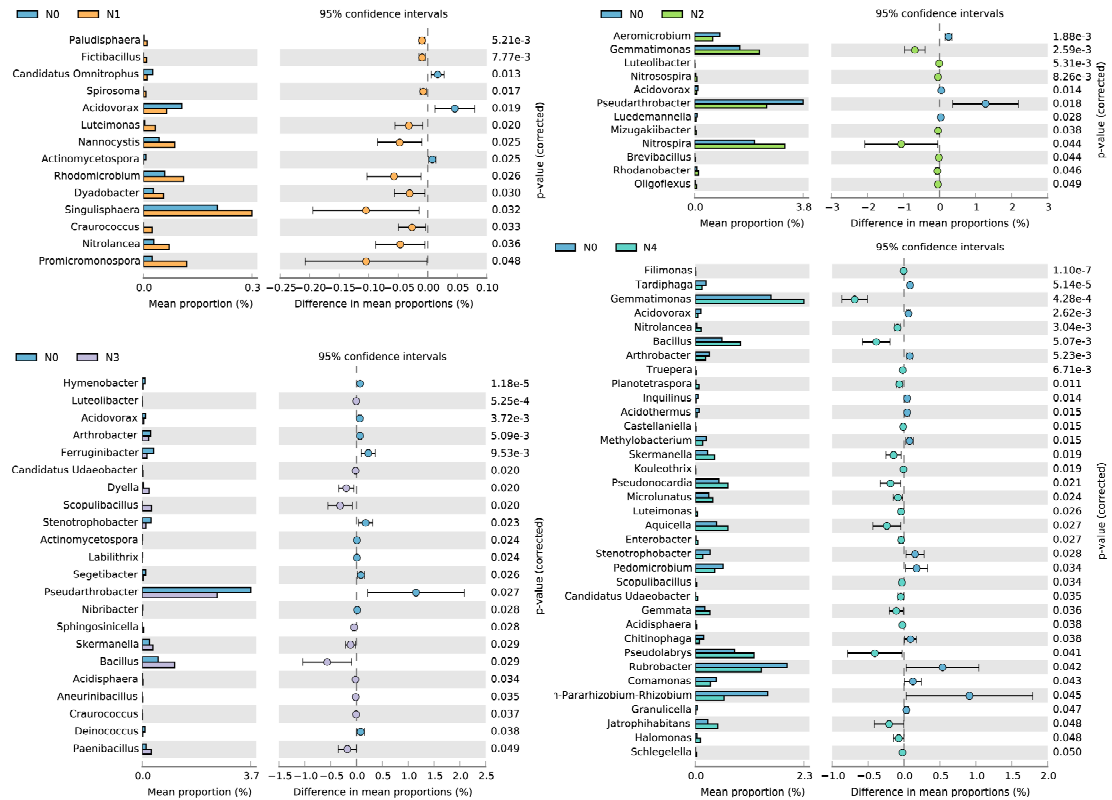 N0 N1
95% confidence intervals
Paludisphaera 5.21e-3
Fictibacillus 7.77e-3
Candidatus Omnitrophus 0.013
Spirosoma 0.017
Acidovorax 0.019
Luteimonas 0.020
Nannocystis 0.025
Actinomycetospora 0.025
Rhodomicrobium 0.026
Dyadobacter 0.030
Singulisphaera 0.032
Craurococcus 0.033
Nitrolancea 0.036
Promicromonospora 0.048
p-value (corrected)
0.0 0.3 −0.25 −0.20 −0.15 −0.10 −0.05 0.00 0.05 0.10
Mean proportion (%) Difference in mean proportions (%)
N0 N2
95% confidence intervals
Aeromicrobium 1.88e-3
Gemmatimonas 2.59e-3
Luteolibacter 5.31e-3
Nitrosospira 8.26e-3
Acidovorax 0.014
Pseudarthrobacter 0.018
Luedemannella 0.028
Mizugakiibacter 0.038
Nitrospira 0.044
Brevibacillus 0.044
Rhodanobacter 0.046
Oligoflexus 0.049
p-value (corrected)
0.0 3.8 −3 −2 −1 0 1 2 3
Mean proportion (%) Difference in mean proportions (%)
N0 N3
95% confidence intervals
Hymenobacter 1.18e-5
Luteolibacter 5.25e-4
Acidovorax 3.72e-3
Arthrobacter 5.09e-3
Ferruginibacter 9.53e-3
Candidatus Udaeobacter 0.020
Dyella 0.020
Scopulibacillus 0.020
Stenotrophobacter 0.023
Actinomycetospora 0.024
Labilithrix 0.024
Segetibacter 0.026
Pseudarthrobacter 0.027
Nibribacter 0.028
Sphingosinicella 0.028
Skermanella 0.029
Bacillus 0.029
Acidisphaera 0.034
Aneurinibacillus 0.035
Craurococcus 0.037
Deinococcus 0.038
Paenibacillus 0.049
p-value (corrected)
0.0 3.7 −1.5 −1.0 −0.5 0.0 0.5 1.0 1.5 2.0 2.5
Mean proportion (%) Difference in mean proportions (%)
N0 N4
95% confidence intervals
Filimonas 1.10e-7
Tardiphaga 5.14e-5
Gemmatimonas 4.28e-4
Acidovorax 2.62e-3
Nitrolancea 3.04e-3
Bacillus 5.07e-3
Arthrobacter 5.23e-3
Truepera 6.71e-3
Planotetraspora 0.011
Inquilinus 0.014
Acidothermus 0.015
Castellaniella 0.015
Methylobacterium 0.015
Skermanella 0.019
Kouleothrix 0.019
Pseudonocardia 0.021
Microlunatus 0.024
Luteimonas 0.026
Aquicella 0.027
Enterobacter 0.027
Stenotrophobacter 0.028
Pedomicrobium 0.034
Scopulibacillus 0.034
Candidatus Udaeobacter 0.035
Gemmata 0.036
Acidisphaera 0.038
Chitinophaga 0.038
Pseudolabrys 0.041
Rubrobacter 0.042
Comamonas 0.043
-Pararhizobium-Rhizobium 0.045
Granulicella 0.047
Jatrophihabitans 0.048
Halomonas 0.048
Schlegelella 0.050
p-value (corrected)
0.0 2.3 −1.0 −0.5 0.0 0.5 1.0 1.5 2.0
Mean proportion (%) Difference in mean proportions (%)